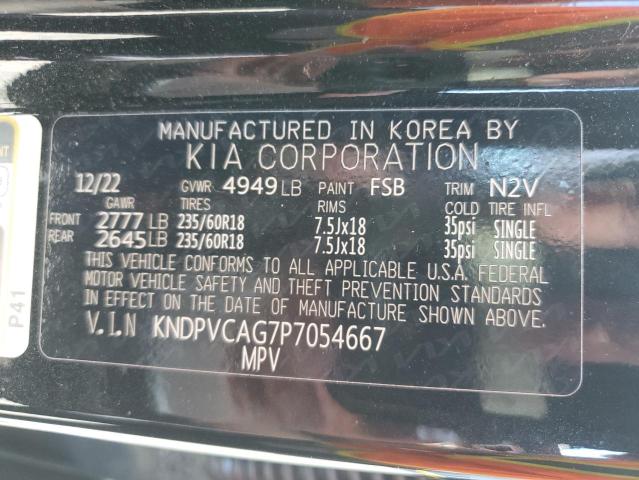 MANUFACTURED IN KOREA BY
KIA CORPORATION
12/22 GVWR 4949 LB PAINT FSB TRIM N2V
GAWR TIRES RIMS COLD TIRE INFL
FRONT 2777 LB 235/60R18 7.5Jx18 35psi SINGLE
REAR 2645 LB 235/60R18 7.5Jx18 35psi SINGLE
THIS VEHICLE CONFORMS TO ALL APPLICABLE U.S.A. FEDERAL
MOTOR VEHICLE SAFETY AND THEFT PREVENTION STANDARDS
IN EFFECT ON THE DATE OF MANUFACTURE SHOWN ABOVE.
V.I.N KNDPVCAG7P7054667
MPV
P41